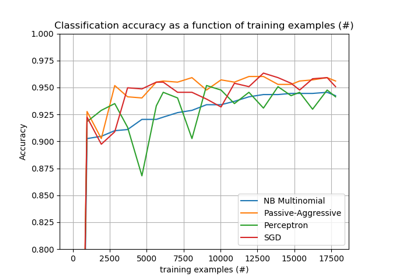 Classification accuracy as a function of training examples (#)
1.000
0.975
0.950
0.925
0.900
0.875
0.850
0.825
0.800
Accuracy
NB Multinomial
Passive-Aggressive
Perceptron
SGD
0 2500 5000 7500 10000 12500 15000 17500
training examples (#)